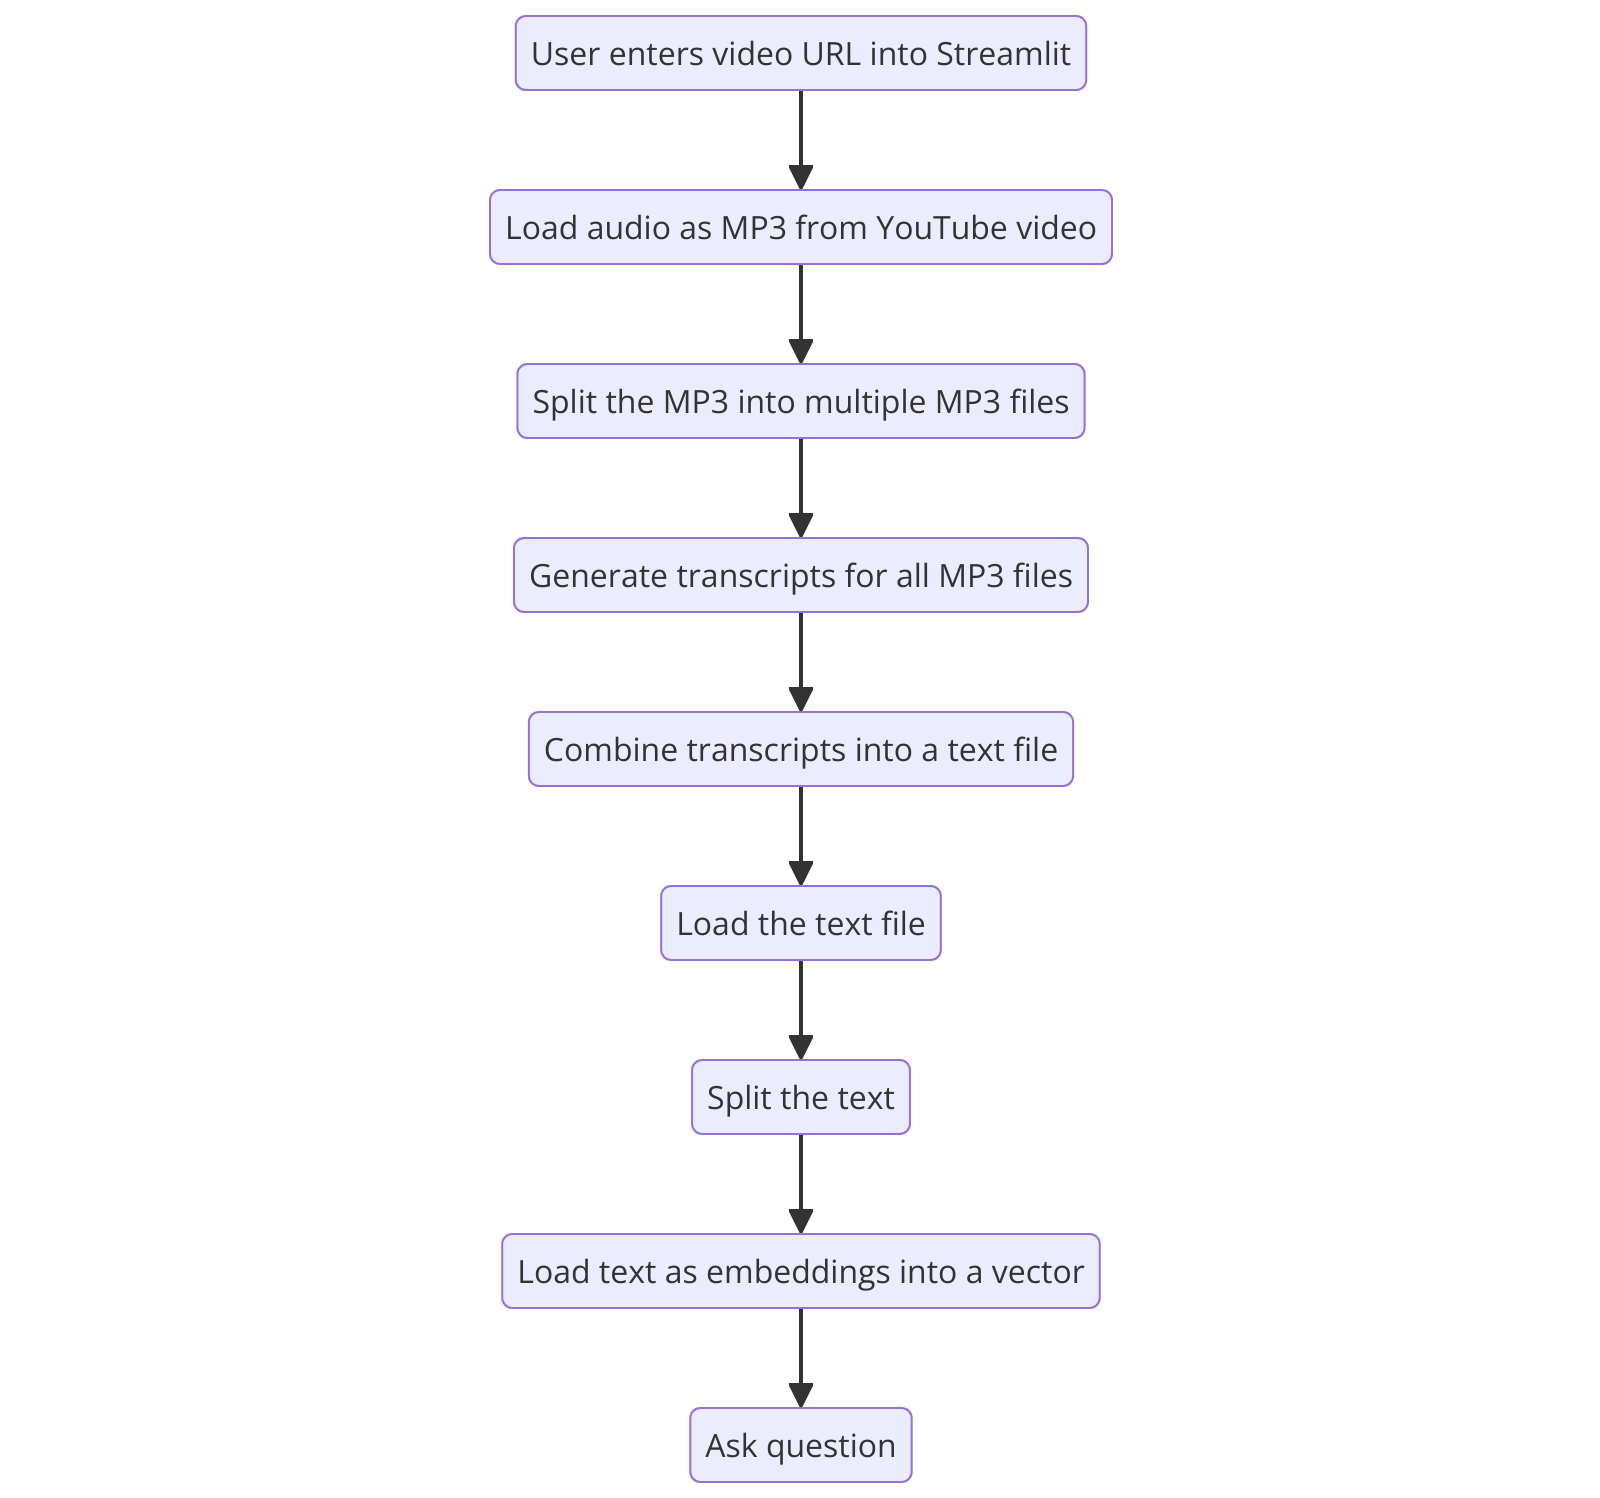 User enters video URL into Streamlit
Load audio as MP3 from YouTube video
Split the MP3 into multiple MP3 files
Generate transcripts for all MP3 files
Combine transcripts into a text file
Load the text file
Split the text
Load text as embeddings into a vector
Ask question